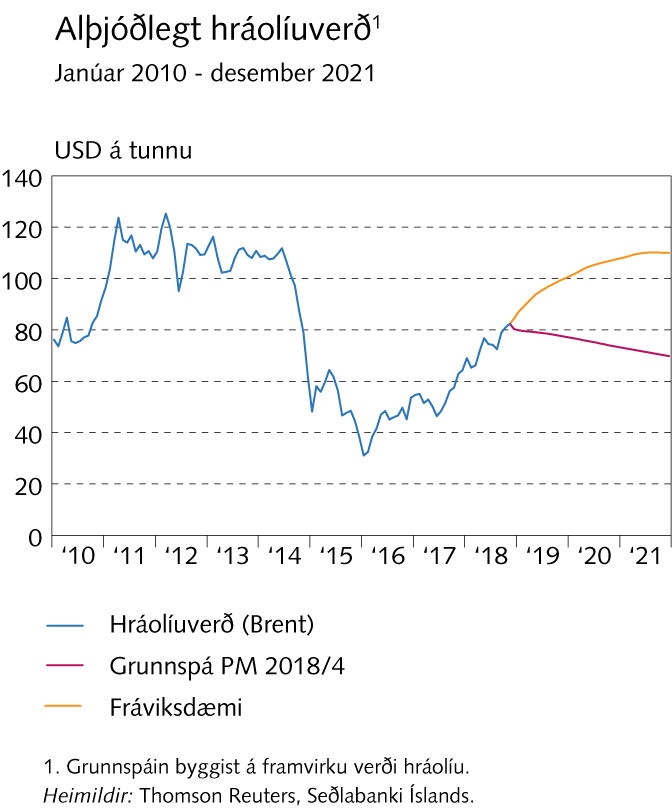 Alþjóðlegt hráolíuverð¹
Janúar 2010 - desember 2021
USD á tunnu
140
120
100
80
60
40
20
0
‘10 ‘11 ‘12 ‘13 ‘14 ‘15 ‘16 ‘17 ‘18 ‘19 ‘20 ‘21
Hráolíuverð (Brent)
Grunnspá PM 2018/4
Fráviksdæmi
1. Grunnspáin byggist á framvirku verði hráolíu.
Heimildir: Thomson Reuters, Seðlabanki Íslands.